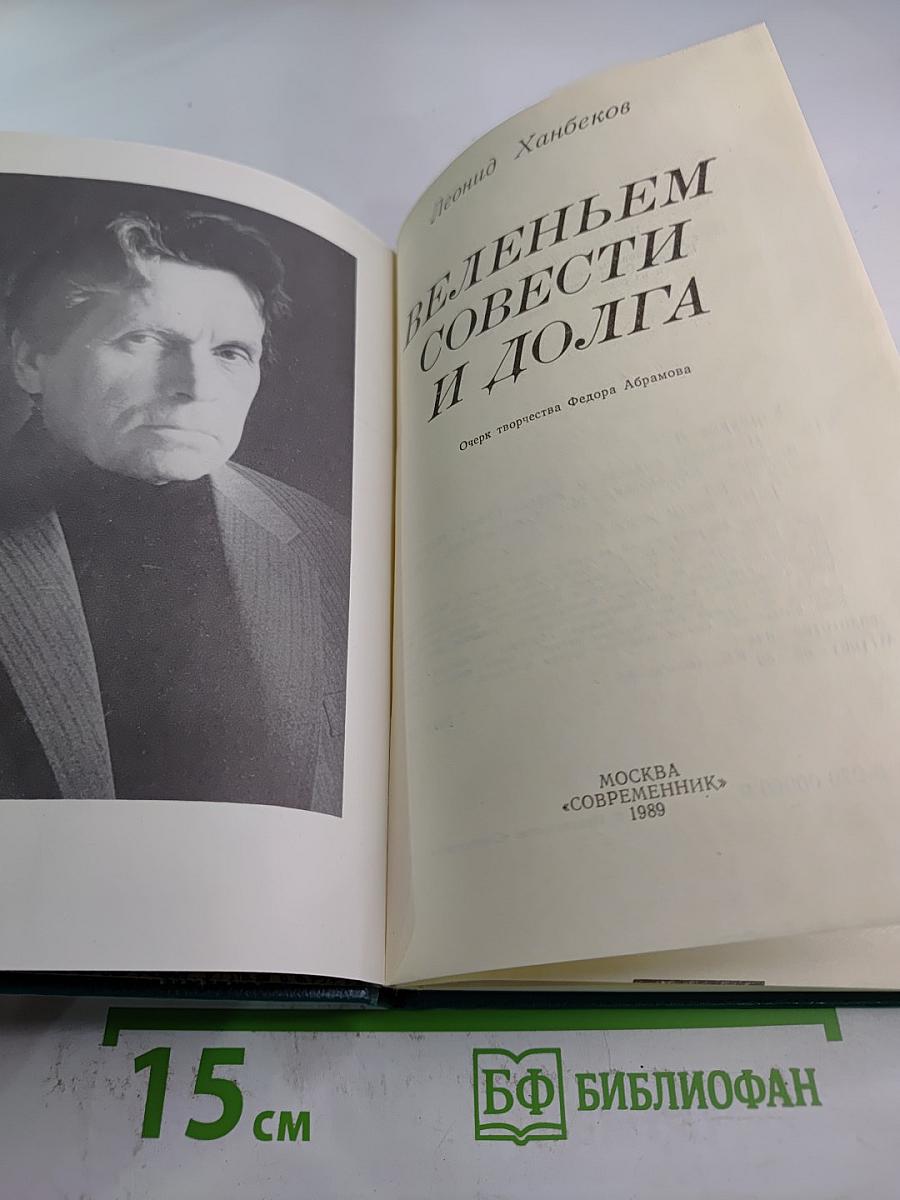 Леонид Ханбеков
ВЕЛЕНЬЕМ
СОВЕСТИ
И ДОЛГА
Очерк творчества Федора Абрамова
МОСКВА
«СОВРЕМЕННИК»
1989
15 см
БФ БИБЛИОФАН